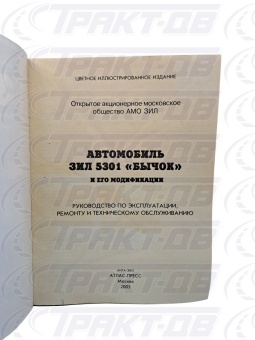 ЦВЕТНОЕ ИЛЛЮСТРИРОВАННОЕ ИЗДАНИЕ
Открытое акционерное московское
общество АМО ЗИЛ
АВТОМОБИЛЬ
ЗИЛ 5301 «БЫЧОК»
И ЕГО МОДИФИКАЦИИ
РУКОВОДСТВО ПО ЭКСПЛУАТАЦИИ,
РЕМОНТУ И ТЕХНИЧЕСКОМУ ОБСЛУЖИВАНИЮ
АТЛАС-ПРЕСС
Москва
ТРАКТ-ОВ